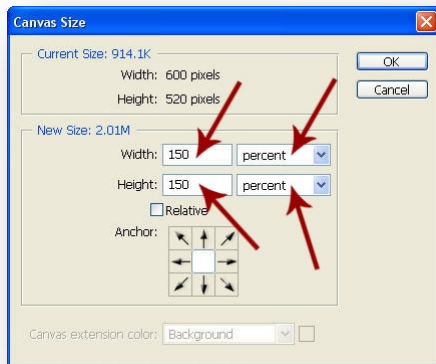 Canvas Size
Current Size: 914.1K
Width: 600 pixels
Height: 520 pixels
OK
Cancel
New Size: 2.01M
Width: 150 percent
Height: 150 percent
Relative
Anchor:
Canvas extension color: Background